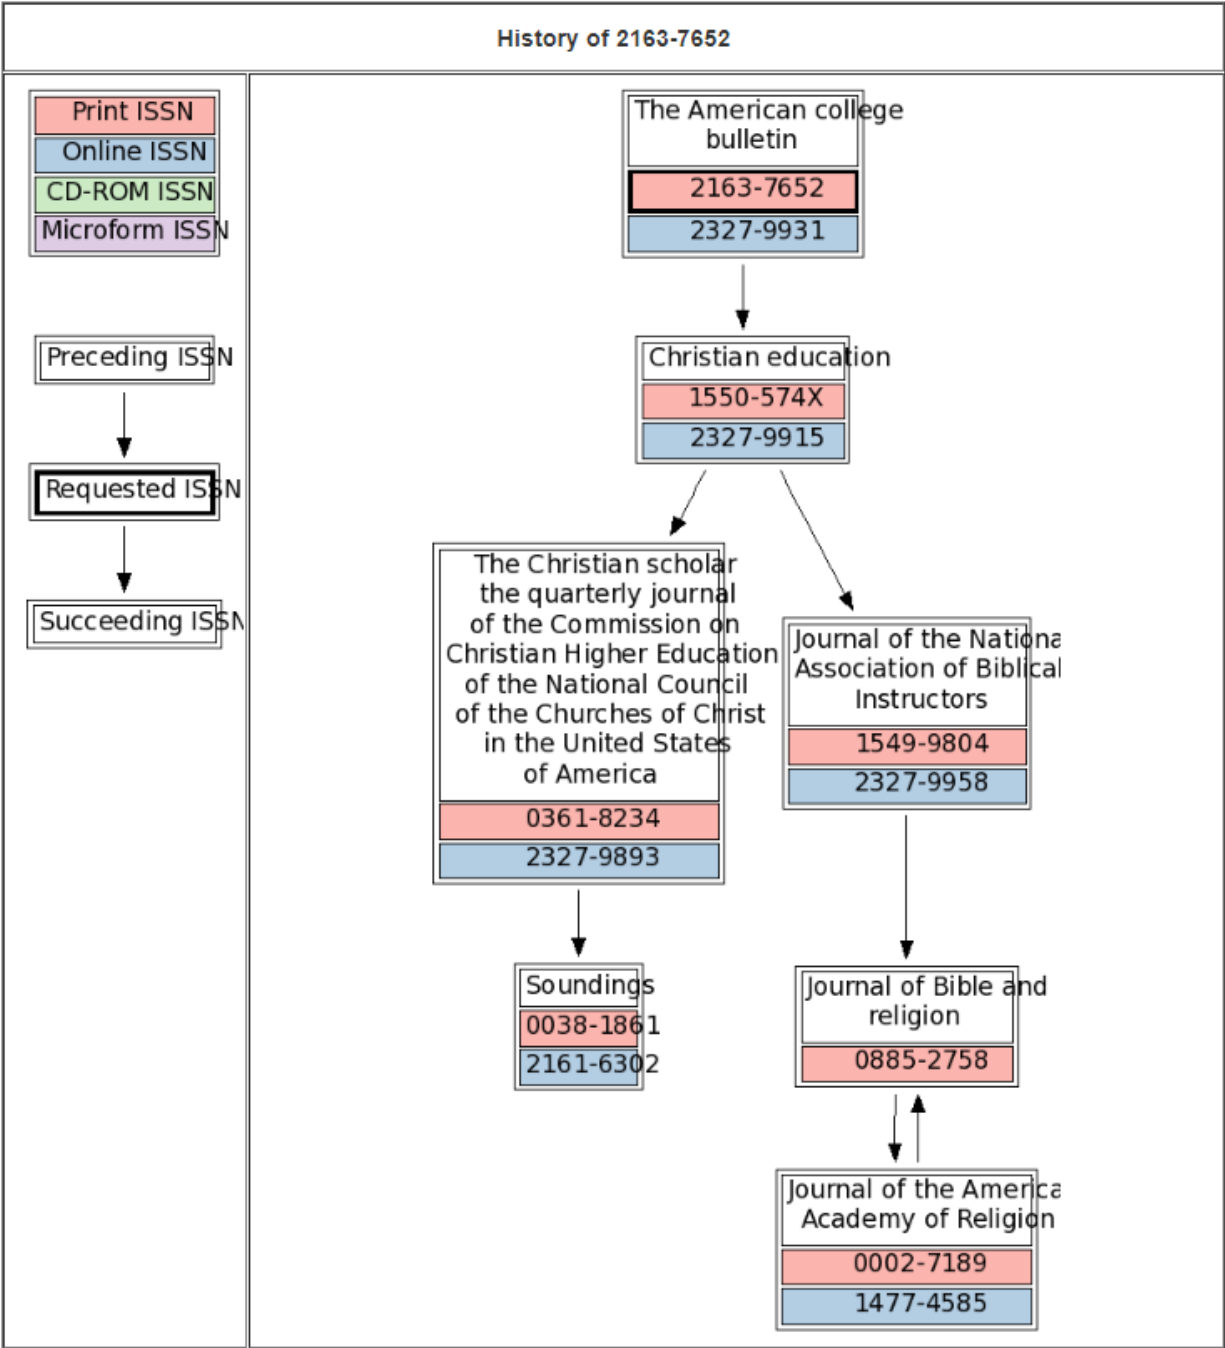 History of 2163-7652
Print ISSN
Online ISSN
CD-ROM ISSN
Microform ISSN
Preceding ISSN
Requested ISSN
Succeeding ISSN
The American college
bulletin
2163-7652
2327-9931
Christian education
1550-574X
2327-9915
The Christian scholar
the quarterly journal
of the Commission on
Christian Higher Education
of the National Council
of the Churches of Christ
in the United States
of America
0361-8234
2327-9893
Journal of the Nationa
Association of Biblical
Instructors
1549-9804
2327-9958
Soundings
0038-1861
2161-6302
Journal of Bible and
religion
0885-2758
Journal of the America
Academy of Religion
0002-7189
1477-4585